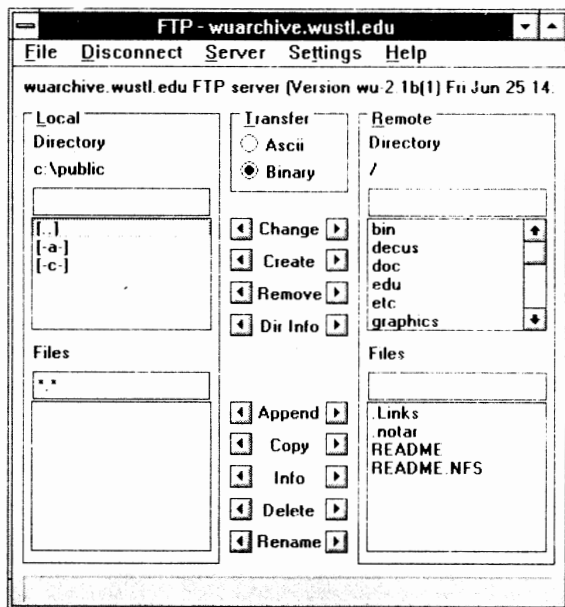 FTP - wuarchive.wustl.edu
File Disconnect Server Settings Help
wuarchive.wustl.edu FTP server (Version wu-2.1b(1) Fri Jun 25 14.
Local
Directory
c:\public
[..]
[-a-]
[-c-]
Files
*.*
Transfer
Ascii
Binary
Change
Create
Remove
Dir Info
Append
Copy
Info
Delete
Rename
Remote
Directory
/
bin
decus
doc
edu
etc
graphics
Files
.Links
.notar
README
README.NFS